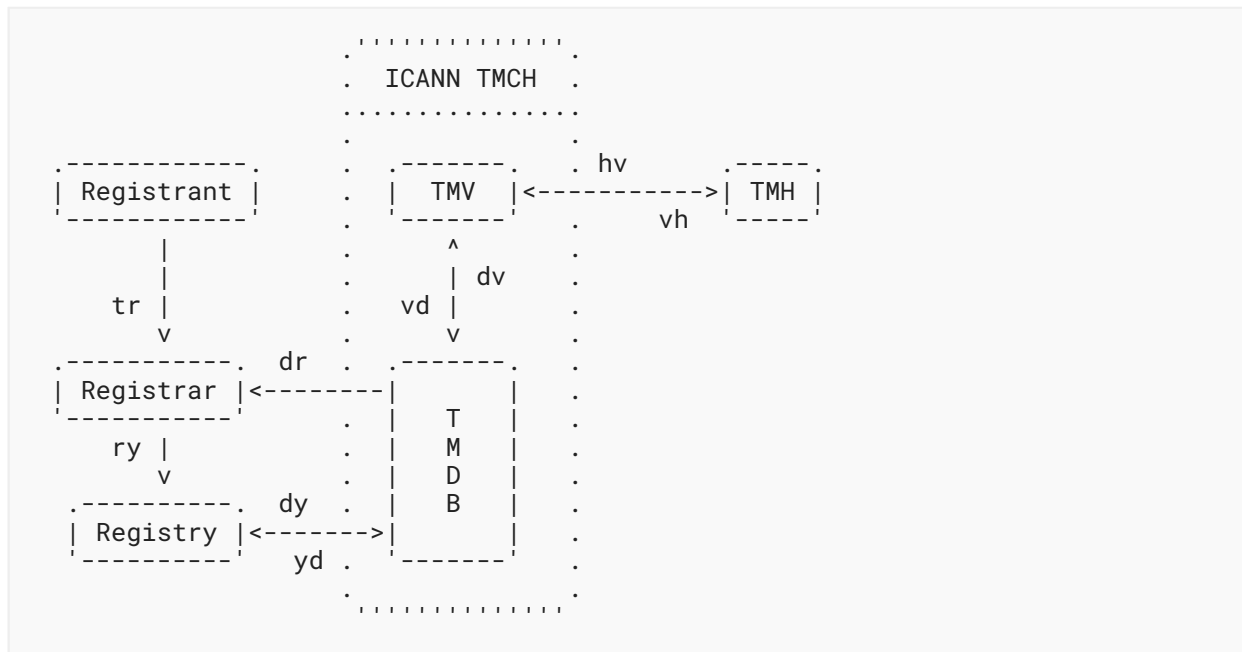 ICANN TMCH
hv
Registrant TMV TMH
vh
dv
tr vd
dr
Registrar
T
ry M
D
dy B
Registry
yd